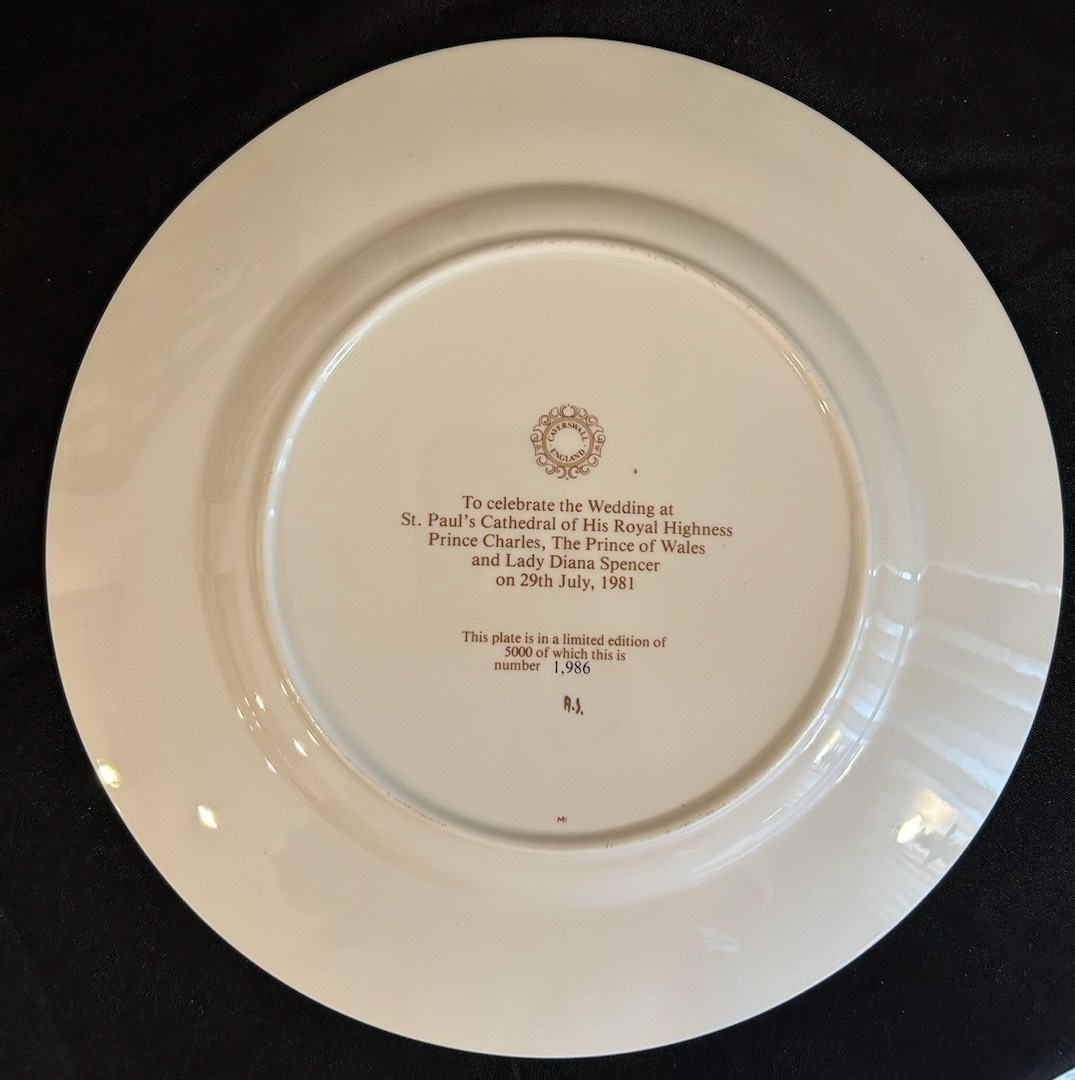 CAVERSWALL
ENGLAND
To celebrate the Wedding at
St. Paul's Cathedral of His Royal Highness
Prince Charles, The Prince of Wales
and Lady Diana Spencer
on 29th July, 1981
This plate is in a limited edition of
5000 of which this is
number 1,986
A.J.